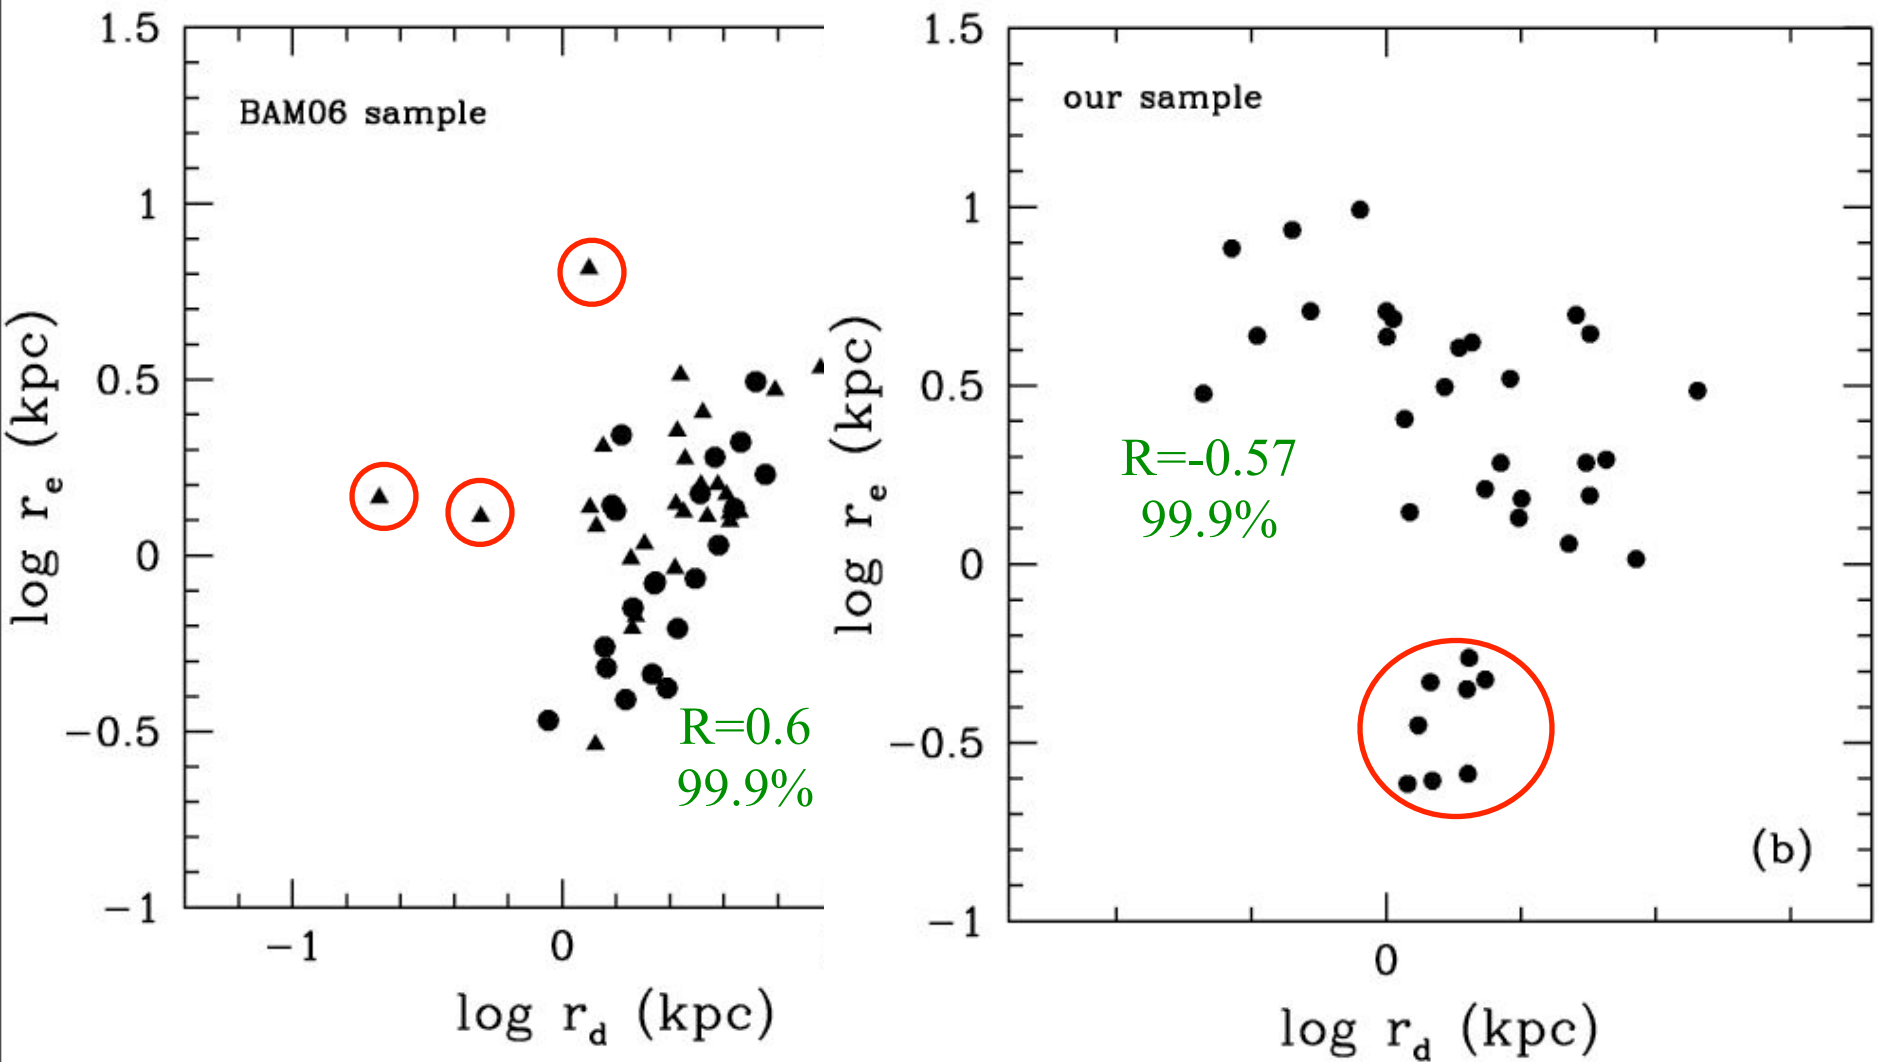 1.5
BAM06 sample
1
0.5
0
−0.5
−1
log r_e (kpc)
R=0.6
99.9%
−1
0
log r_d (kpc)
1.5
our sample
1
0.5
0
−0.5
−1
log r_e (kpc)
R=-0.57
99.9%
(b)
0
log r_d (kpc)